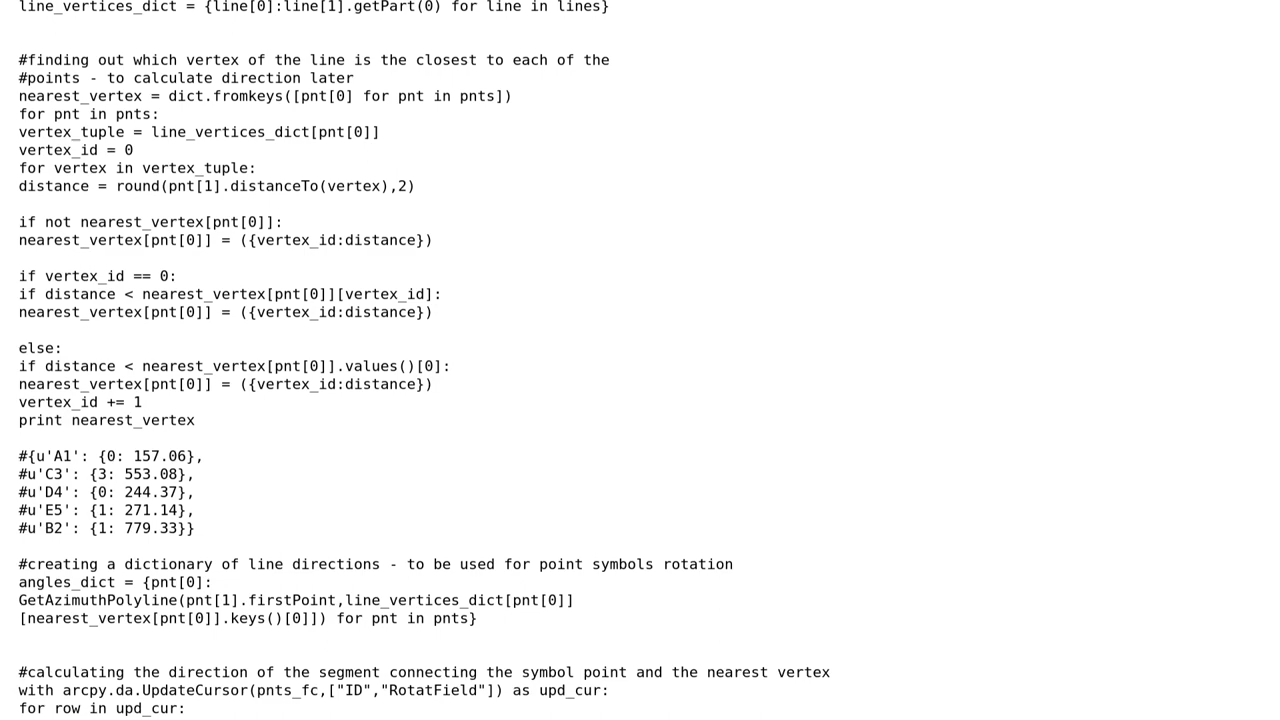 line_vertices_dict = {line[0]:line[1].getPart(0) for line in lines}
#finding out which vertex of the line is the closest to each of the
#points - to calculate direction later
nearest_vertex = dict.fromkeys([pnt[0] for pnt in pnts])
for pnt in pnts:
vertex_tuple = line_vertices_dict[pnt[0]]
vertex_id = 0
for vertex in vertex_tuple:
distance = round(pnt[1].distanceTo(vertex),2)
if not nearest_vertex[pnt[0]]:
nearest_vertex[pnt[0]] = ({vertex_id:distance})
if vertex_id == 0:
if distance < nearest_vertex[pnt[0]][vertex_id]:
nearest_vertex[pnt[0]] = ({vertex_id:distance})
else:
if distance < nearest_vertex[pnt[0]].values()[0]:
nearest_vertex[pnt[0]] = ({vertex_id:distance})
vertex_id += 1
print nearest_vertex
#{u'A1': {0: 157.06},
#u'C3': {3: 553.08},
#u'D4': {0: 244.37},
#u'E5': {1: 271.14},
#u'B2': {1: 779.33}}
#creating a dictionary of line directions - to be used for point symbols rotation
angles_dict = {pnt[0]:
GetAzimuthPolyline(pnt[1].firstPoint,line_vertices_dict[pnt[0]]
[nearest_vertex[pnt[0]].keys()[0]]) for pnt in pnts}
#calculating the direction of the segment connecting the symbol point and the nearest vertex
with arcpy.da.UpdateCursor(pnts_fc,["ID","RotatField"]) as upd_cur:
for row in upd_cur: